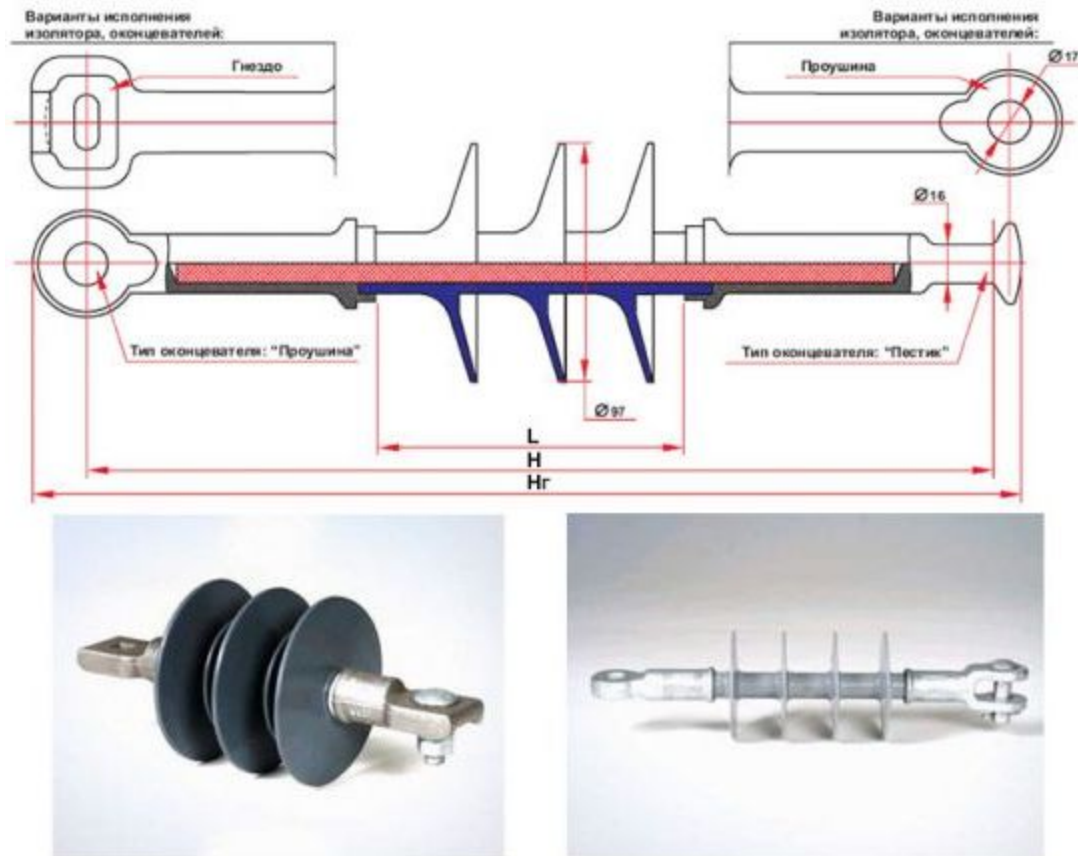 Варианты исполнения
изолятора, оконцевателей:
Гнездо
Варианты исполнения
изолятора, оконцевателей:
Проушина
Ø17
Ø16
Тип оконцевателя: "Проушина"
Тип оконцевателя: "Пестик"
Ø97
L
H
Hг